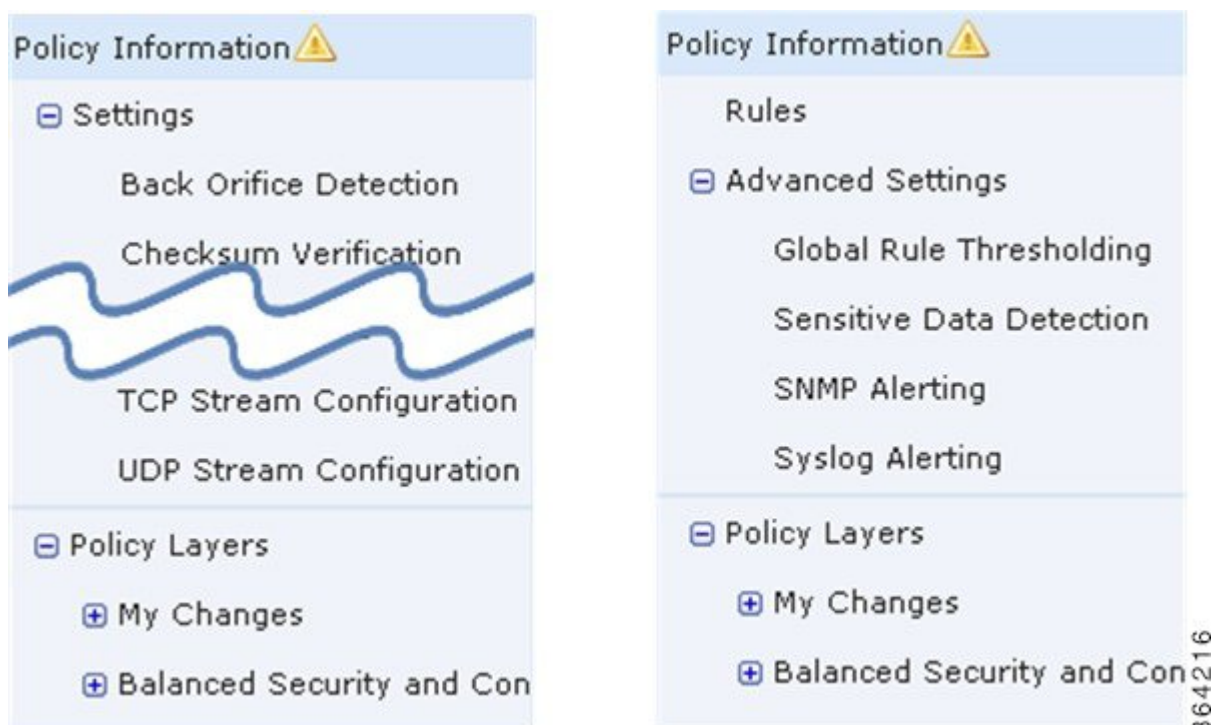 Policy Information
Settings
Back Orifice Detection
Checksum Verification
TCP Stream Configuration
UDP Stream Configuration
Policy Layers
My Changes
Balanced Security and Con
Policy Information
Rules
Advanced Settings
Global Rule Thresholding
Sensitive Data Detection
SNMP Alerting
Syslog Alerting
Policy Layers
My Changes
Balanced Security and Con
364216